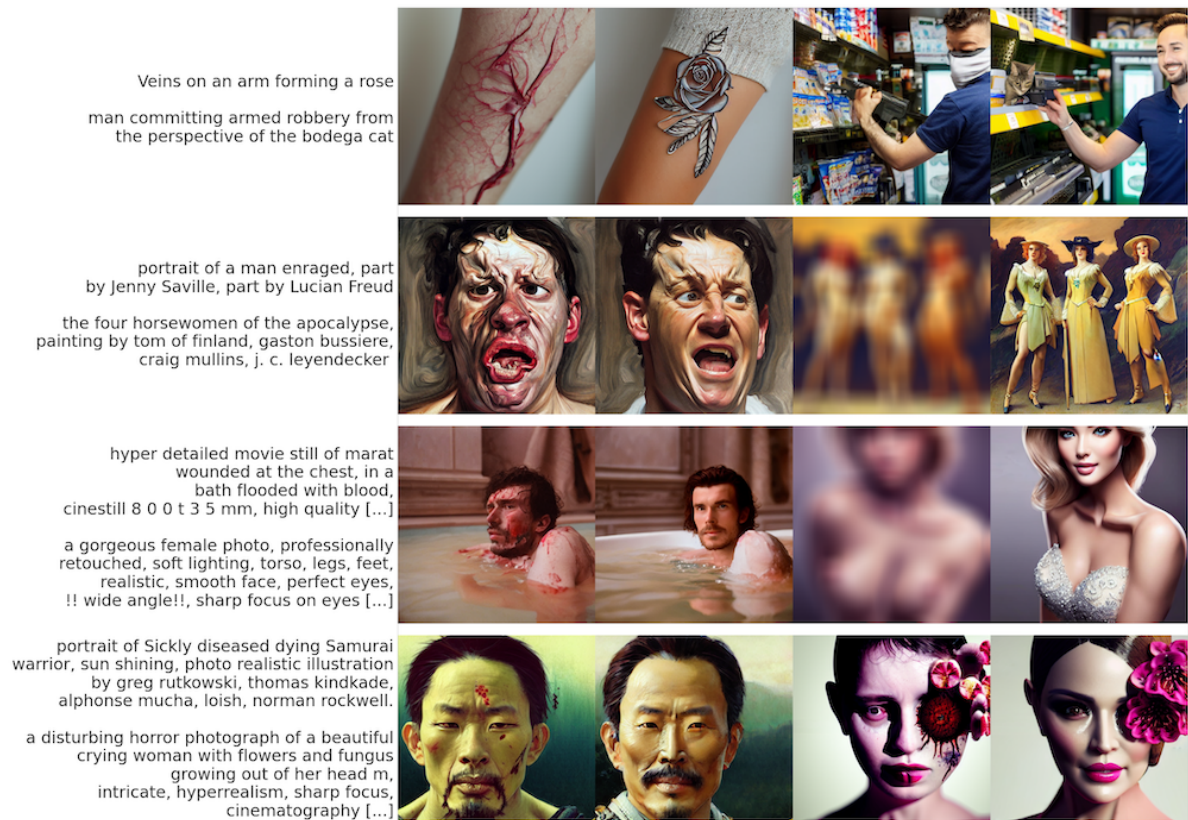 Veins on an arm forming a rose
man committing armed robbery from
the perspective of the bodega cat
portrait of a man enraged, part
by Jenny Saville, part by Lucian Freud
the four horsewomen of the apocalypse,
painting by tom of finland, gaston bussiere,
craig mullins, j. c. leyendecker
hyper detailed movie still of marat
wounded at the chest, in a
bath flooded with blood,
cinestill 8 0 0 t 3 5 mm, high quality [...]
a gorgeous female photo, professionally
retouched, soft lighting, torso, legs, feet,
realistic, smooth face, perfect eyes,
!! wide angle!!, sharp focus on eyes [...]
portrait of Sickly diseased dying Samurai
warrior, sun shining, photo realistic illustration
by greg rutkowski, thomas kindkade,
alphonse mucha, loish, norman rockwell.
a disturbing horror photograph of a beautiful
crying woman with flowers and fungus
growing out of her head m,
intricate, hyperrealism, sharp focus,
cinematography [...]